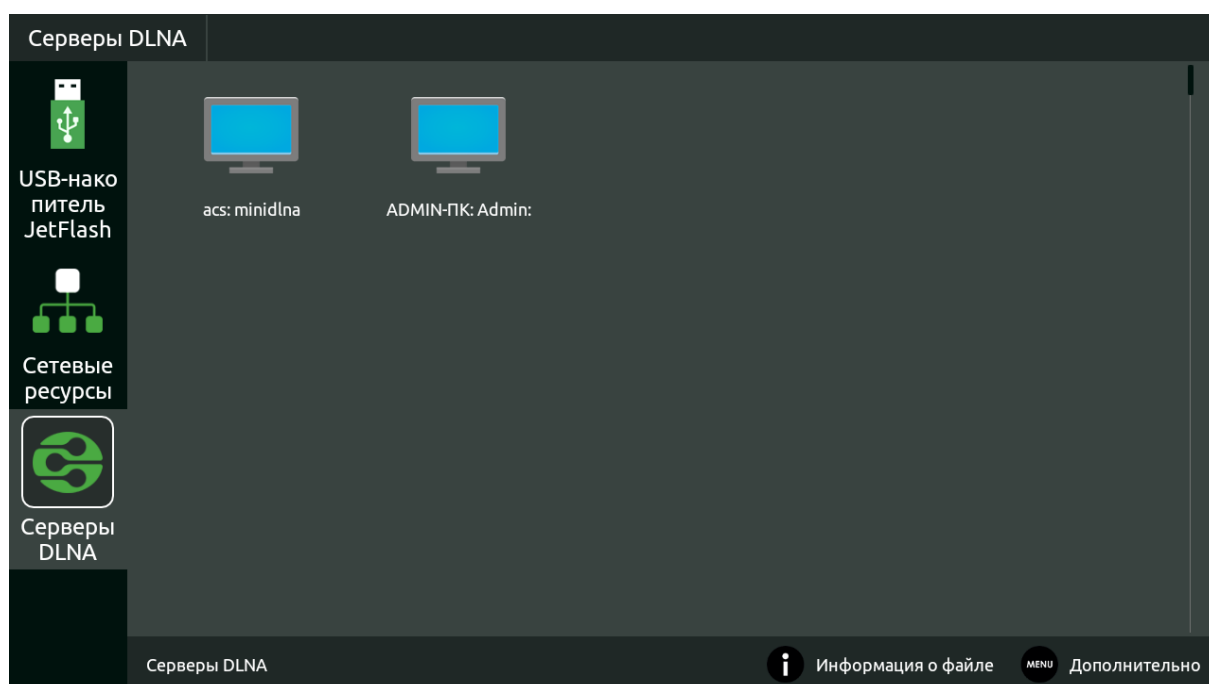 Серверы DLNA
USB-нако
питель
JetFlash
Сетевые
ресурсы
Серверы
DLNA
acs: minidlna
ADMIN-ПК: Admin:
Серверы DLNA
i Информация о файле
MENU Дополнительно